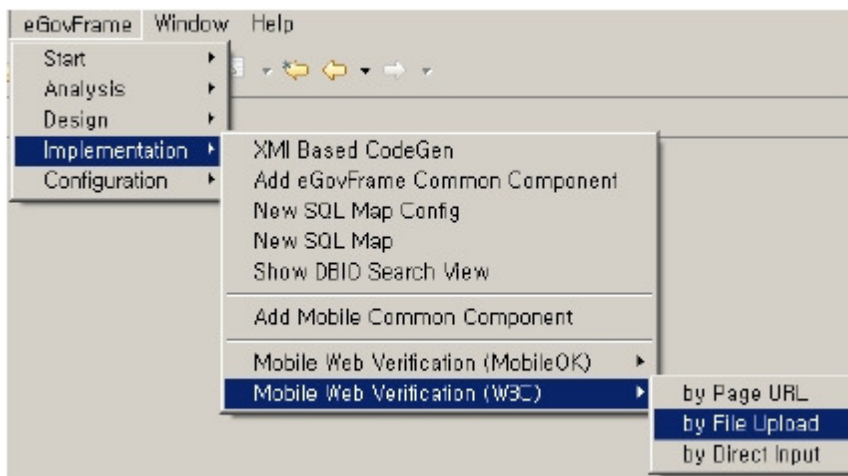 eGovFrame Window Help
Start
Analysis
Design
Implementation
Configuration
XMI Based CodeGen
Add eGovFrame Common Component
New SQL Map Config
New SQL Map
Show DBIO Search View
Add Mobile Common Component
Mobile Web Verification (MobileOK)
Mobile Web Verification (W3C)
by Page URL
by File Upload
by Direct Input